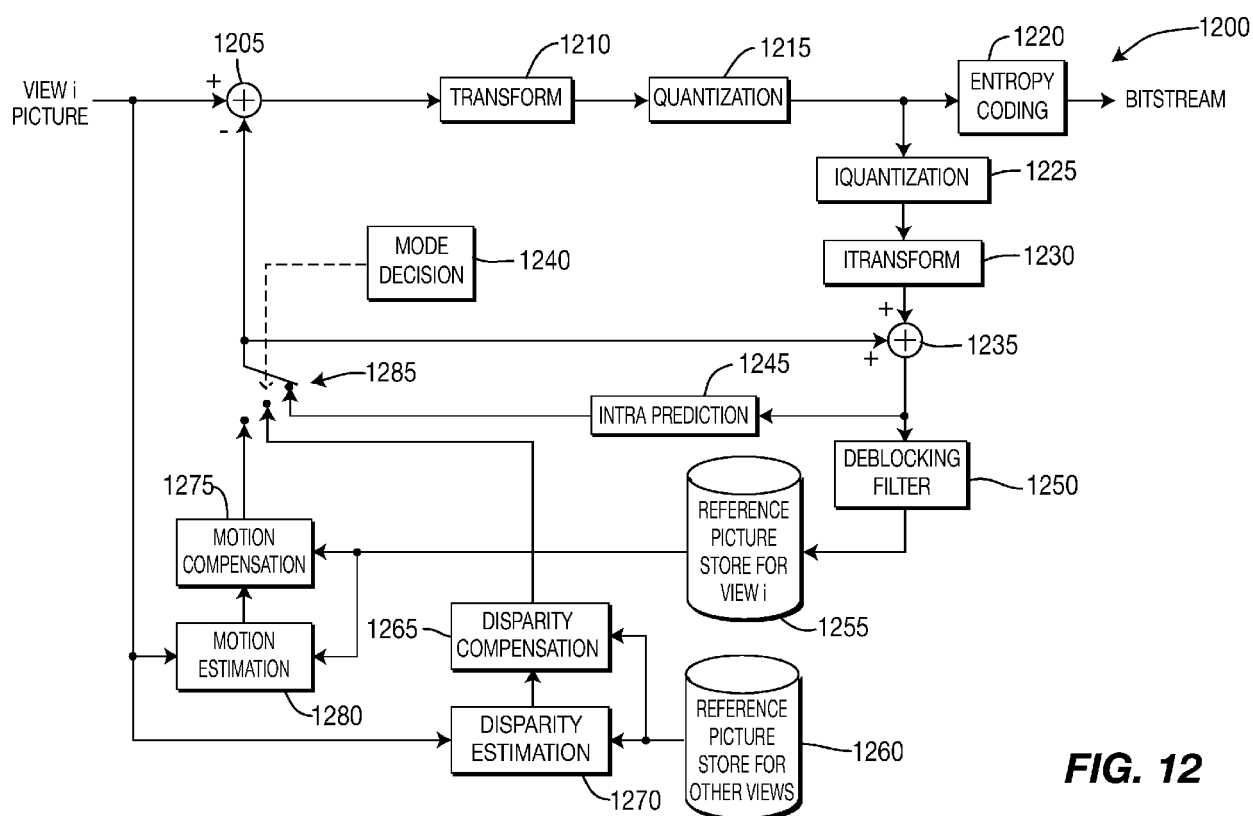 1205
1210
1215
1220
1200
VIEW i
PICTURE
+
-
+
TRANSFORM
QUANTIZATION
ENTROPY
CODING
BITSTREAM
IQUANTIZATION
1225
MODE
DECISION
1240
ITRANSFORM
1230
+
+
+
1235
1285
1245
INTRA PREDICTION
DEBLOCKING
FILTER
1250
1275
MOTION
COMPENSATION
REFERENCE
PICTURE
STORE FOR
VIEW i
1255
1265
DISPARITY
COMPENSATION
MOTION
ESTIMATION
1280
DISPARITY
ESTIMATION
1270
REFERENCE
PICTURE
STORE FOR
OTHER VIEWS
1260
FIG. 12